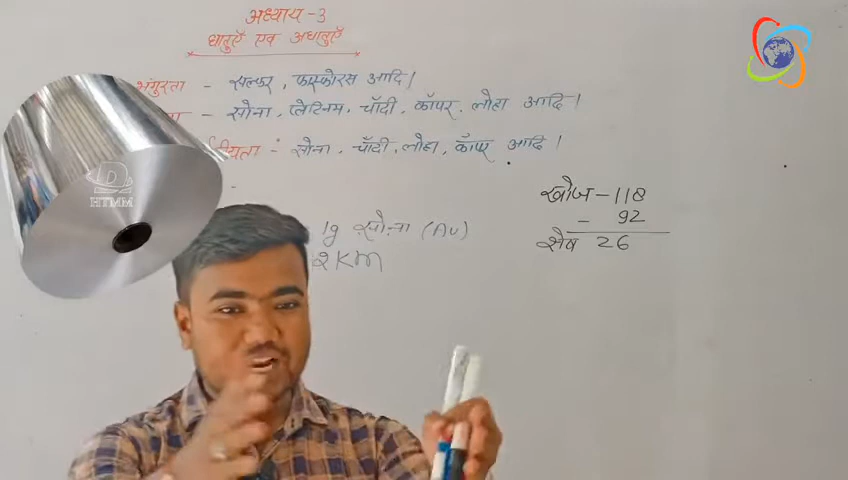 अध्याय -3
धातुएँ एव अधातुएँ
भंगुरता - सल्फर, फास्फोरस आदि।
- सोना, प्लेटिनम, चाँदी, कॉपर, लोहा आदि।
- सोना, चाँदी, लोहा, कॉपर आदि।
1g सोना (Au)
2KM
खोज - 118
- 92
सेष 26
HTMM